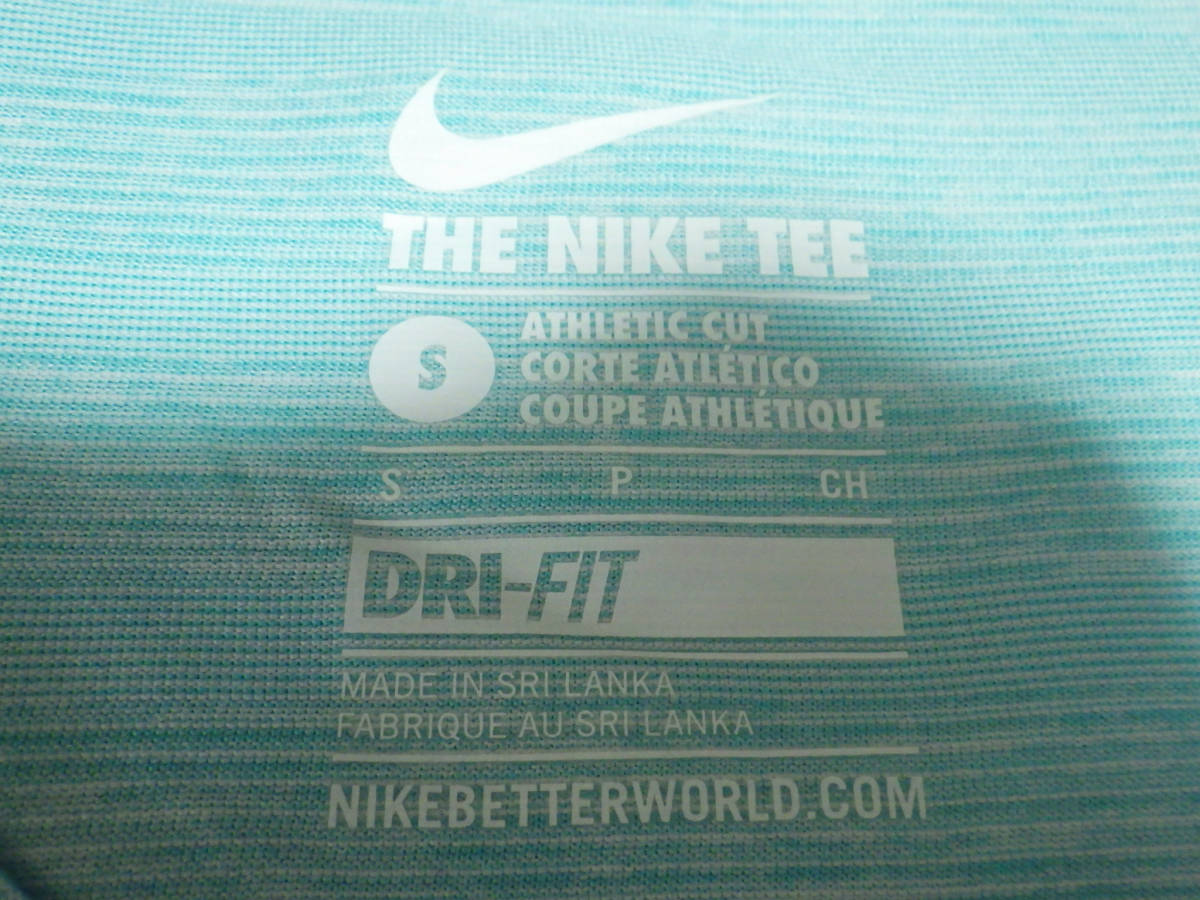 THE NIKE TEE
S
ATHLETIC CUT
CORTE ATLÉTICO
COUPE ATHLÉTIQUE
S P CH
DRI-FIT
MADE IN SRI LANKA
FABRIQUE AU SRI LANKA
NIKEBETTERWORLD.COM